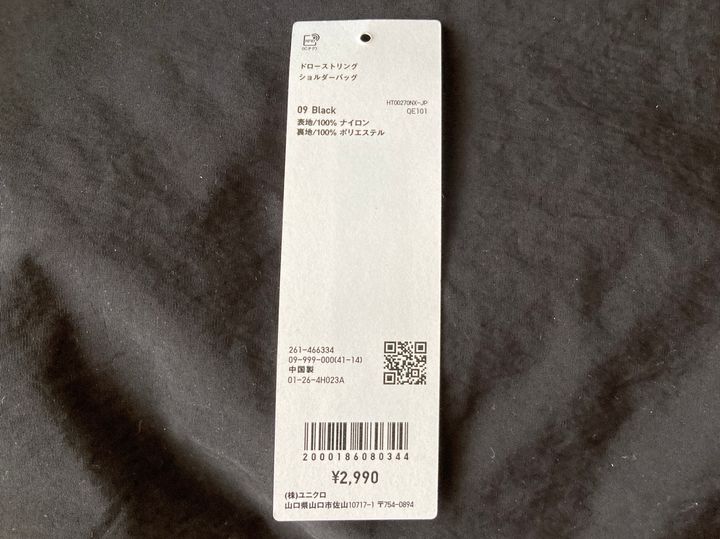 ドローストリング
ショルダーバッグ
HT00270NX-JP
09 Black
QE101
表地/100% ナイロン
裏地/100% ポリエステル
261-466334
09-999-000(41-14)
中国製
01-26-4H023A
2000186080344
¥2,990
(株)ユニクロ
山口県山口市佐山10717-1 〒754-0894